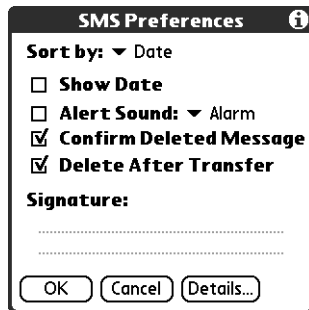 SMS Preferences
Sort by: Date
Show Date
Alert Sound: Alarm
Confirm Deleted Message
Delete After Transfer
Signature:
OK Cancel Details...